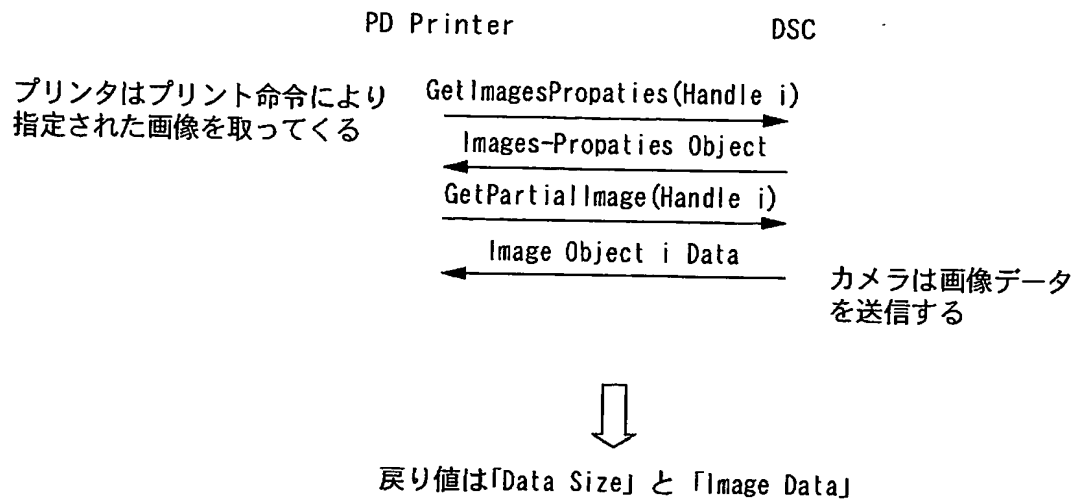 PD Printer DSC
プリンタはプリント命令により
指定された画像を取ってくる
GetImagesPropaties(Handle i)
Images-Propaties Object
GetPartialImage(Handle i)
Image Object i Data
カメラは画像データ
を送信する
戻り値は「Data Size」と「Image Data」